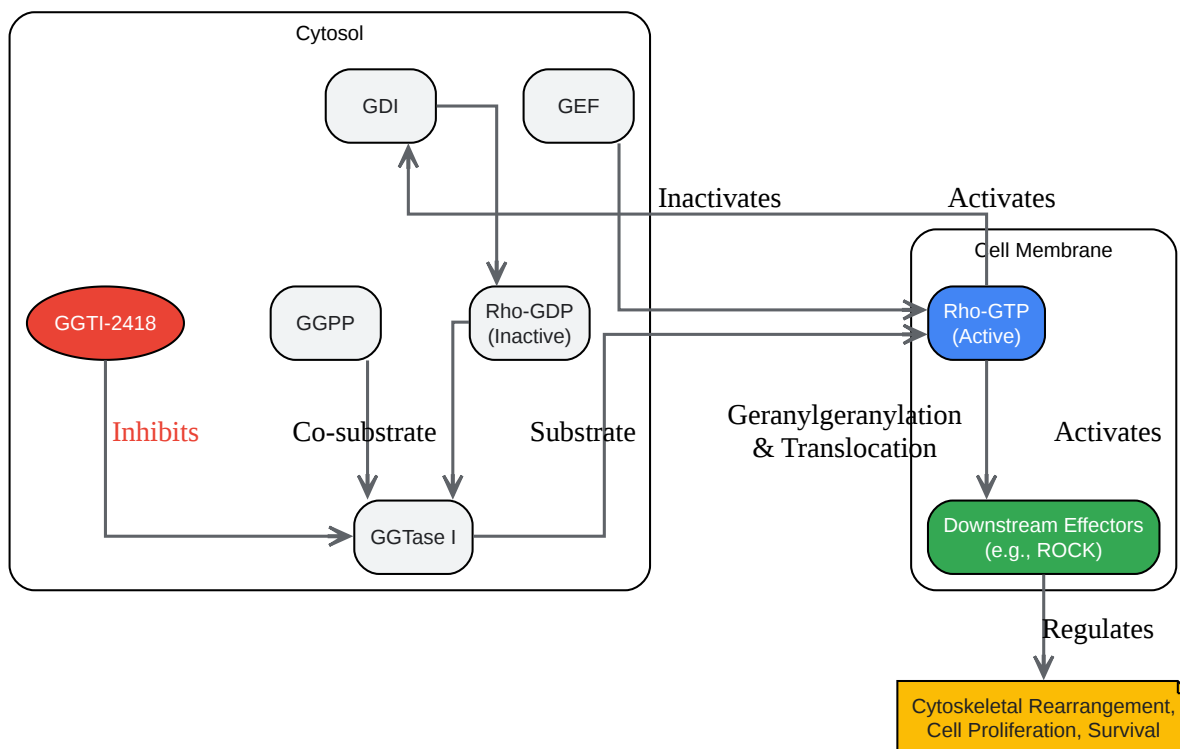 Cytosol
GDI
GEF
Inactivates
Activates
Cell Membrane
GGTI-2418
GGPP
Rho-GDP
(Inactive)
Rho-GTP
(Active)
Inhibits
Co-substrate
Substrate
Geranylgeranylation
& Translocation
Activates
GGTase I
Downstream Effectors
(e.g., ROCK)
Regulates
Cytoskeletal Rearrangement,
Cell Proliferation, Survival